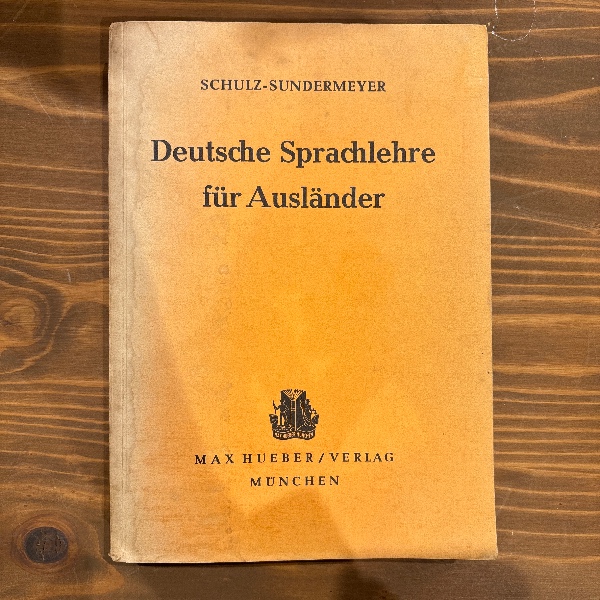 SCHULZ-SUNDERMEYER
Deutsche Sprachlehre
für Ausländer
MAX HUEBER/VERLAG
MÜNCHEN